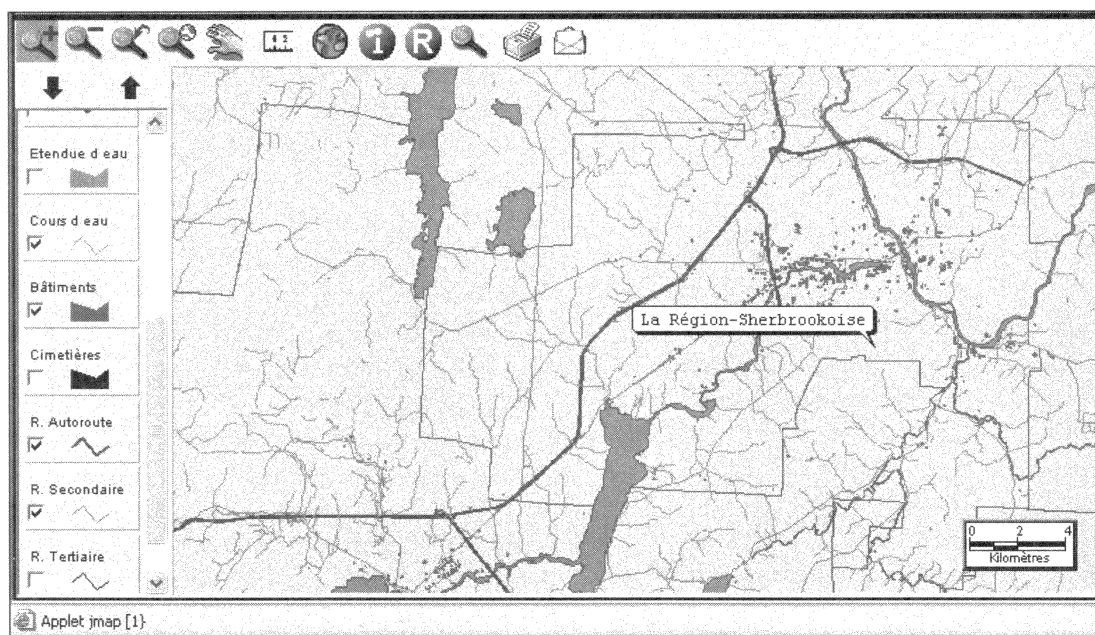 1 R
Etendue d eau
Cours d eau
Bâtiments
Cimetières
R. Autoroute
R. Secondaire
R. Tertiaire
La Région-Sherbrookoise
0 2 4
Kilomètres
Applet jmap [1}